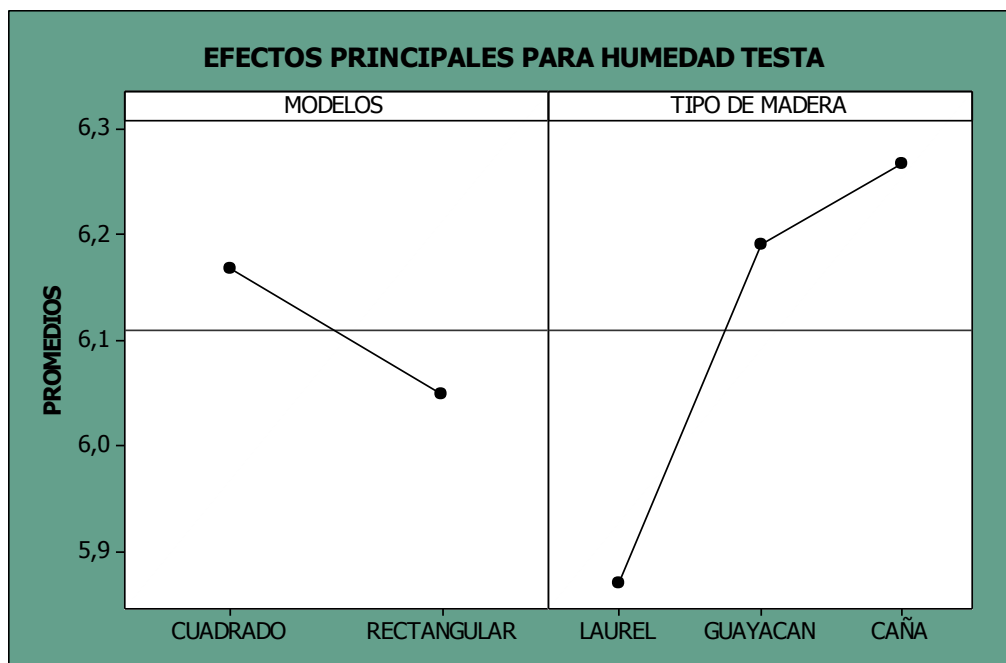 EFECTOS PRINCIPALES PARA HUMEDAD TESTA
MODELOS
TIPO DE MADERA
6,3
6,2
6,1
6,0
5,9
PROMEDIOS
CUADRADO
RECTANGULAR
LAUREL
GUAYACAN
CAÑA